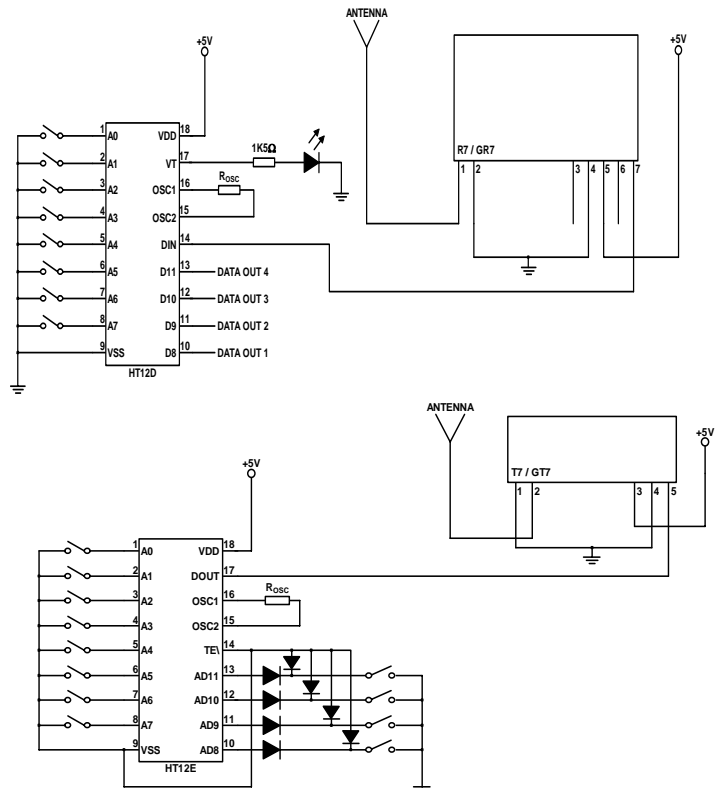 ANTENNA
+5V
+5V
1 A0 VDD 18
2 A1 VT 17 1K5Ω
3 A2 OSC1 16 ROSC
4 A3 OSC2 15
5 A4 DIN 14
6 A5 D11 13 DATA OUT 4
7 A6 D10 12 DATA OUT 3
8 A7 D9 11 DATA OUT 2
9 VSS D8 10 DATA OUT 1
HT12D
R7 / GR7
1 2 3 4 5 6 7
ANTENNA
+5V
T7 / GT7
1 2 3 4 5
+5V
1 A0 VDD 18
2 A1 DOUT 17
3 A2 OSC1 16 ROSC
4 A3 OSC2 15
5 A4 TE\ 14
6 A5 AD11 13
7 A6 AD10 12
8 A7 AD9 11
9 VSS AD8 10
HT12E